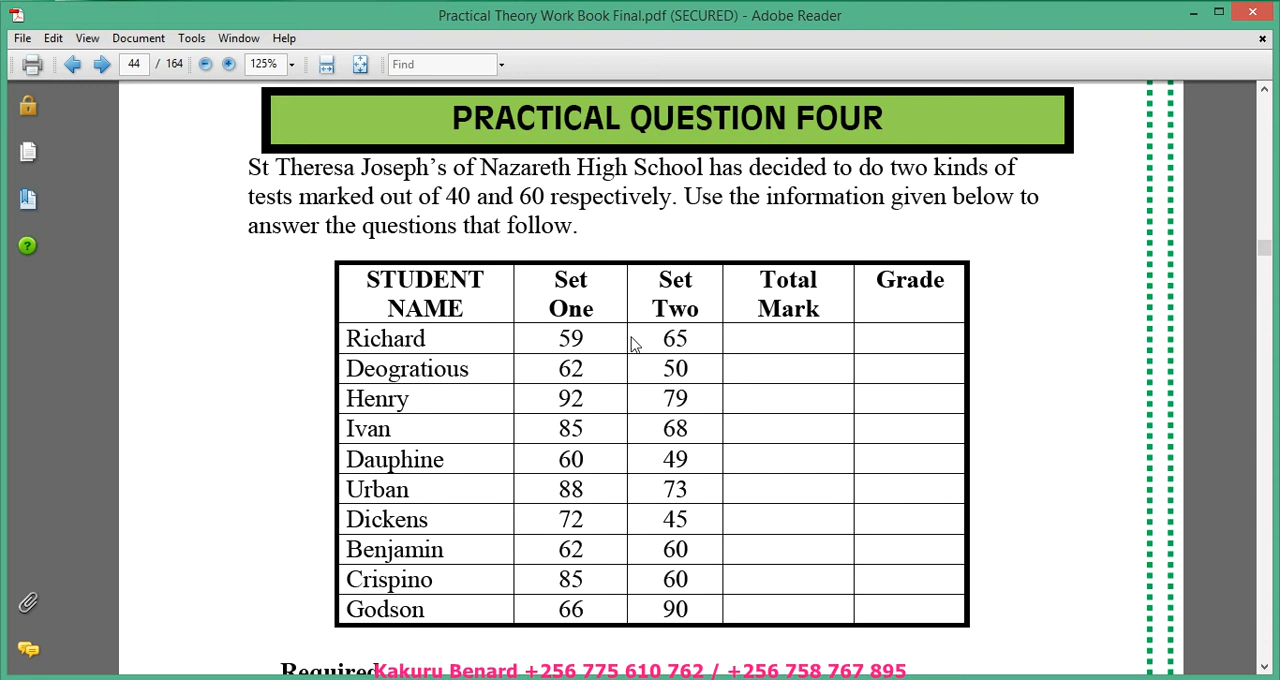 Practical Theory Work Book Final.pdf (SECURED) - Adobe Reader
File Edit View Document Tools Window Help
44 / 164 125% Find
PRACTICAL QUESTION FOUR
St Theresa Joseph's of Nazareth High School has decided to do two kinds of
tests marked out of 40 and 60 respectively. Use the information given below to
answer the questions that follow.
STUDENT NAME Set One Set Two Total Mark Grade
Richard 59 65
Deogratious 62 50
Henry 92 79
Ivan 85 68
Dauphine 60 49
Urban 88 73
Dickens 72 45
Benjamin 62 60
Crispino 85 60
Godson 66 90
Required
Kakuru Benard +256 775 610 762 / +256 758 767 895